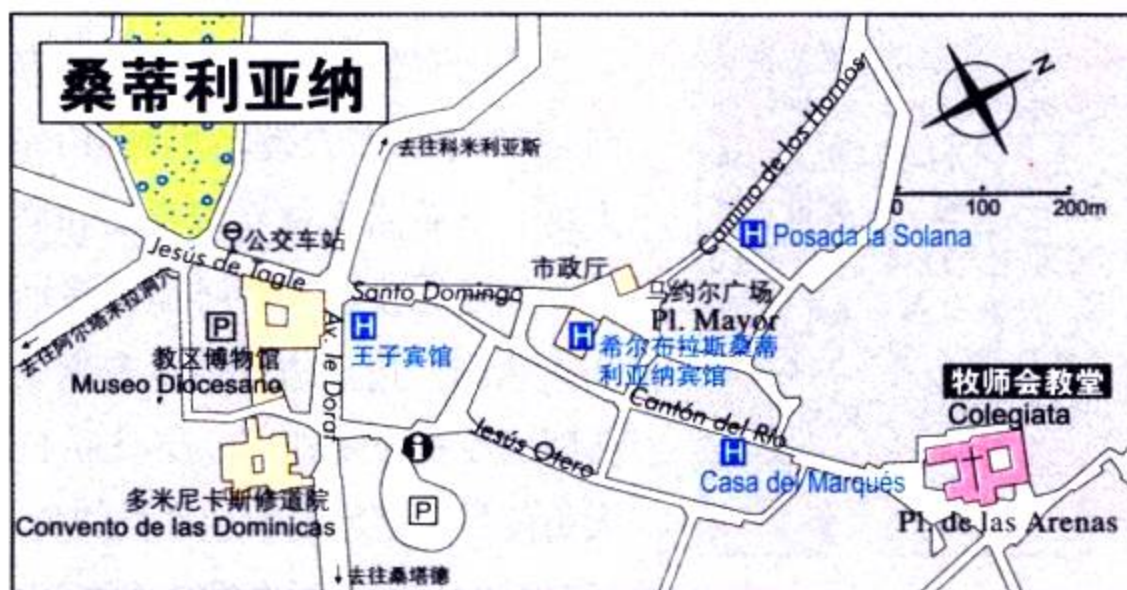 桑蒂利亚纳
N
0 100 200m
去往科米利亚斯
Camino de los Hornos
公交车站
Jesús de Tagle
Posada la Solana
市政厅
Santo Domingo
马约尔广场
Pl. Mayor
去往阿尔塔米拉洞穴
P
教区博物馆
Museo Diocesano
Av. le Dorat
H
王子宾馆
H
希尔布拉斯桑蒂
利亚纳宾馆
H
牧师会教堂
Colegiata
Cantón del Río
Jesús Otero
i
H
Casa del Marqués
P
多米尼卡斯修道院
Convento de las Dominicas
Pl. de las Arenas
去往桑塔德